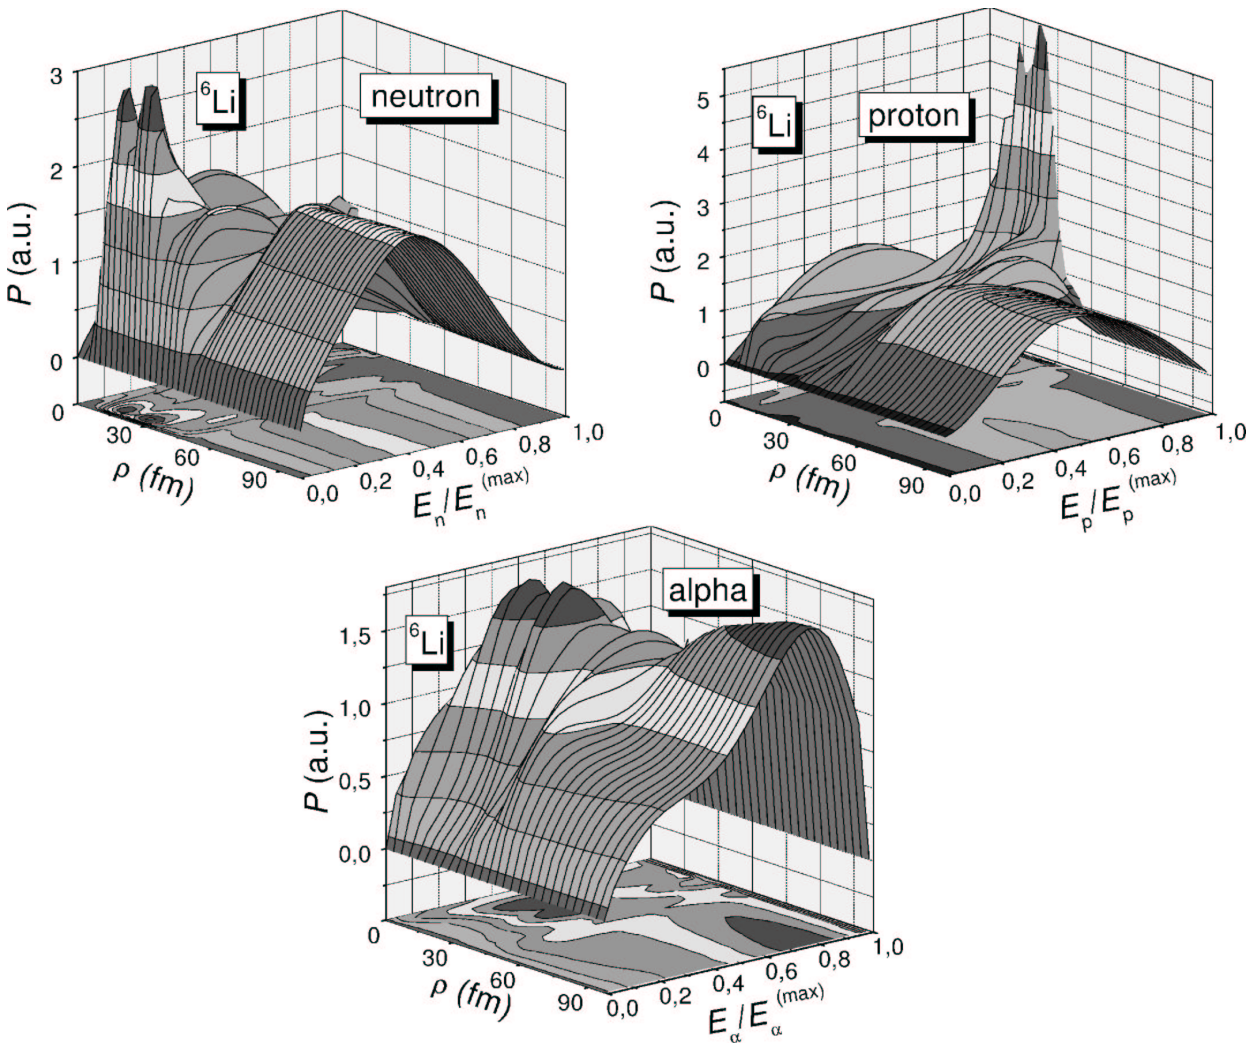 3
2
1
0
P (a.u.)
⁶Li
neutron
0
30
60
90
ρ (fm)
0,0
0,2
0,4
0,6
0,8
1,0
Eₙ/Eₙ⁽ᵐᵃˣ⁾
5
4
3
2
1
0
P (a.u.)
⁶Li
proton
0
30
60
90
ρ (fm)
0,0
0,2
0,4
0,6
0,8
1,0
Eₚ/Eₚ⁽ᵐᵃˣ⁾
1,5
1,0
0,5
0,0
P (a.u.)
⁶Li
alpha
0
30
60
90
ρ (fm)
0,0
0,2
0,4
0,6
0,8
1,0
E_α/E_α⁽ᵐᵃˣ⁾